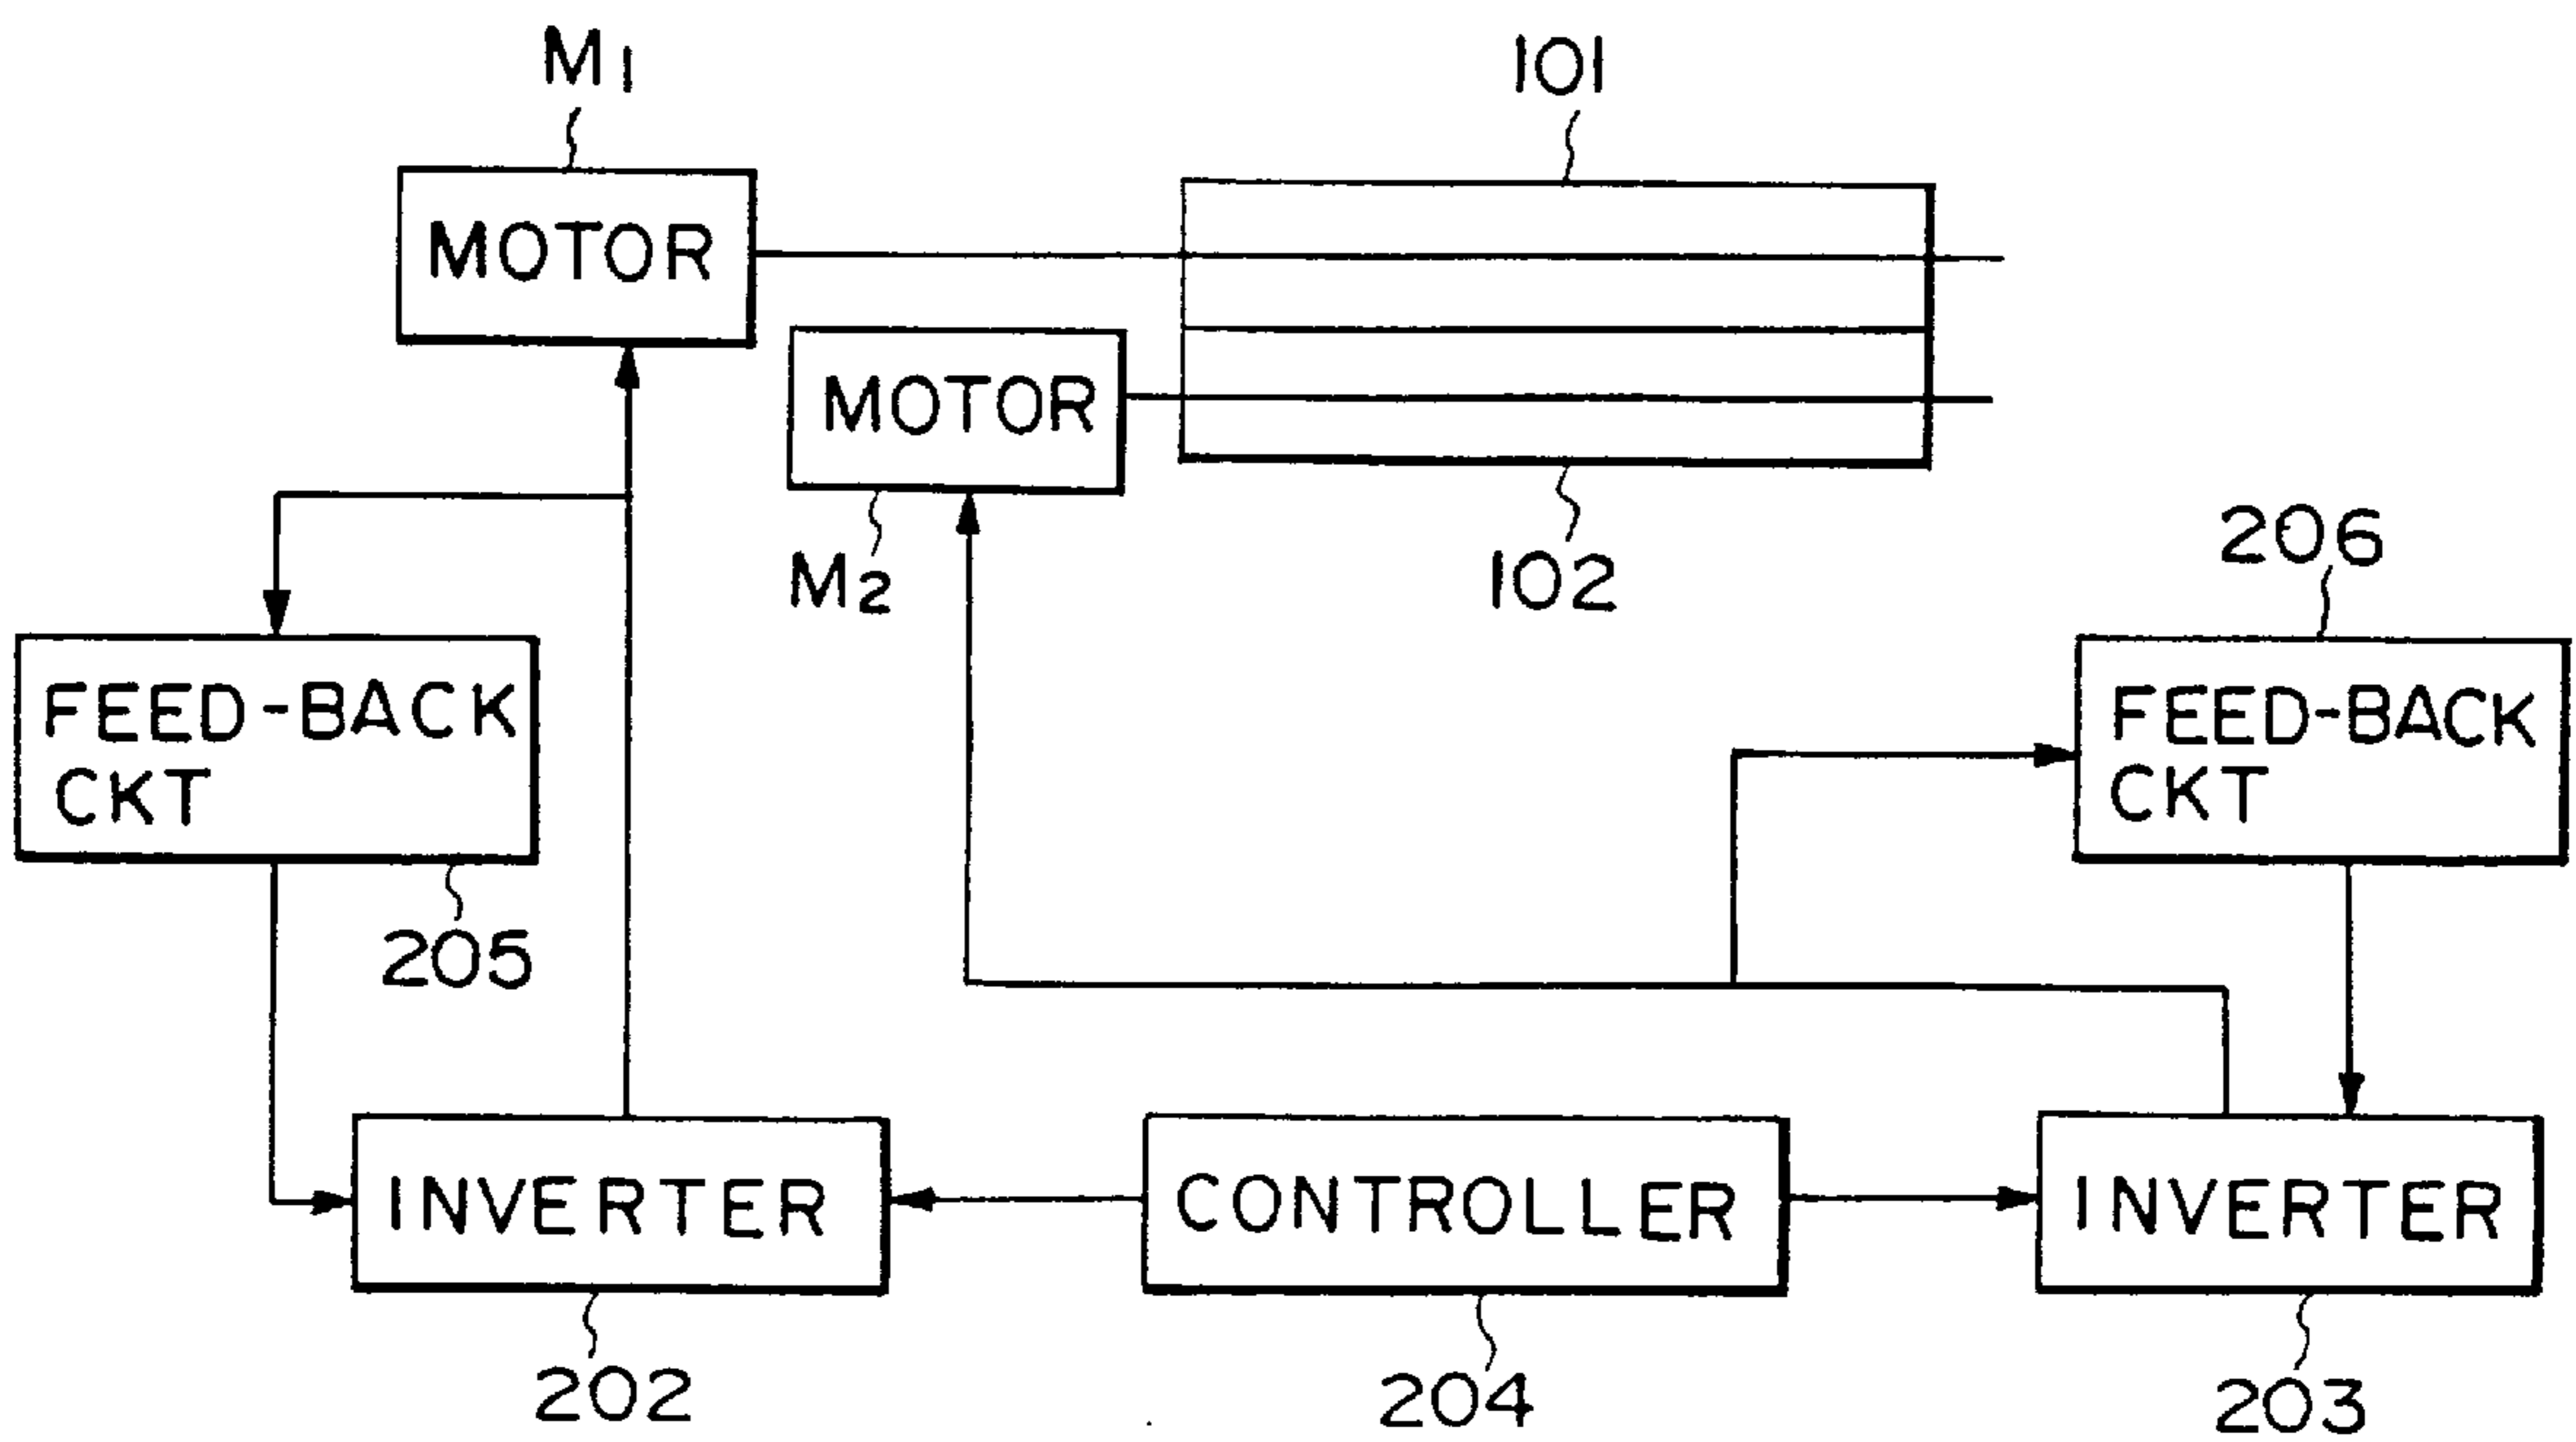 M1
101
MOTOR
MOTOR
M2
102
206
FEED-BACK
CKT
FEED-BACK
CKT
205
INVERTER
CONTROLLER
INVERTER
202
204
203